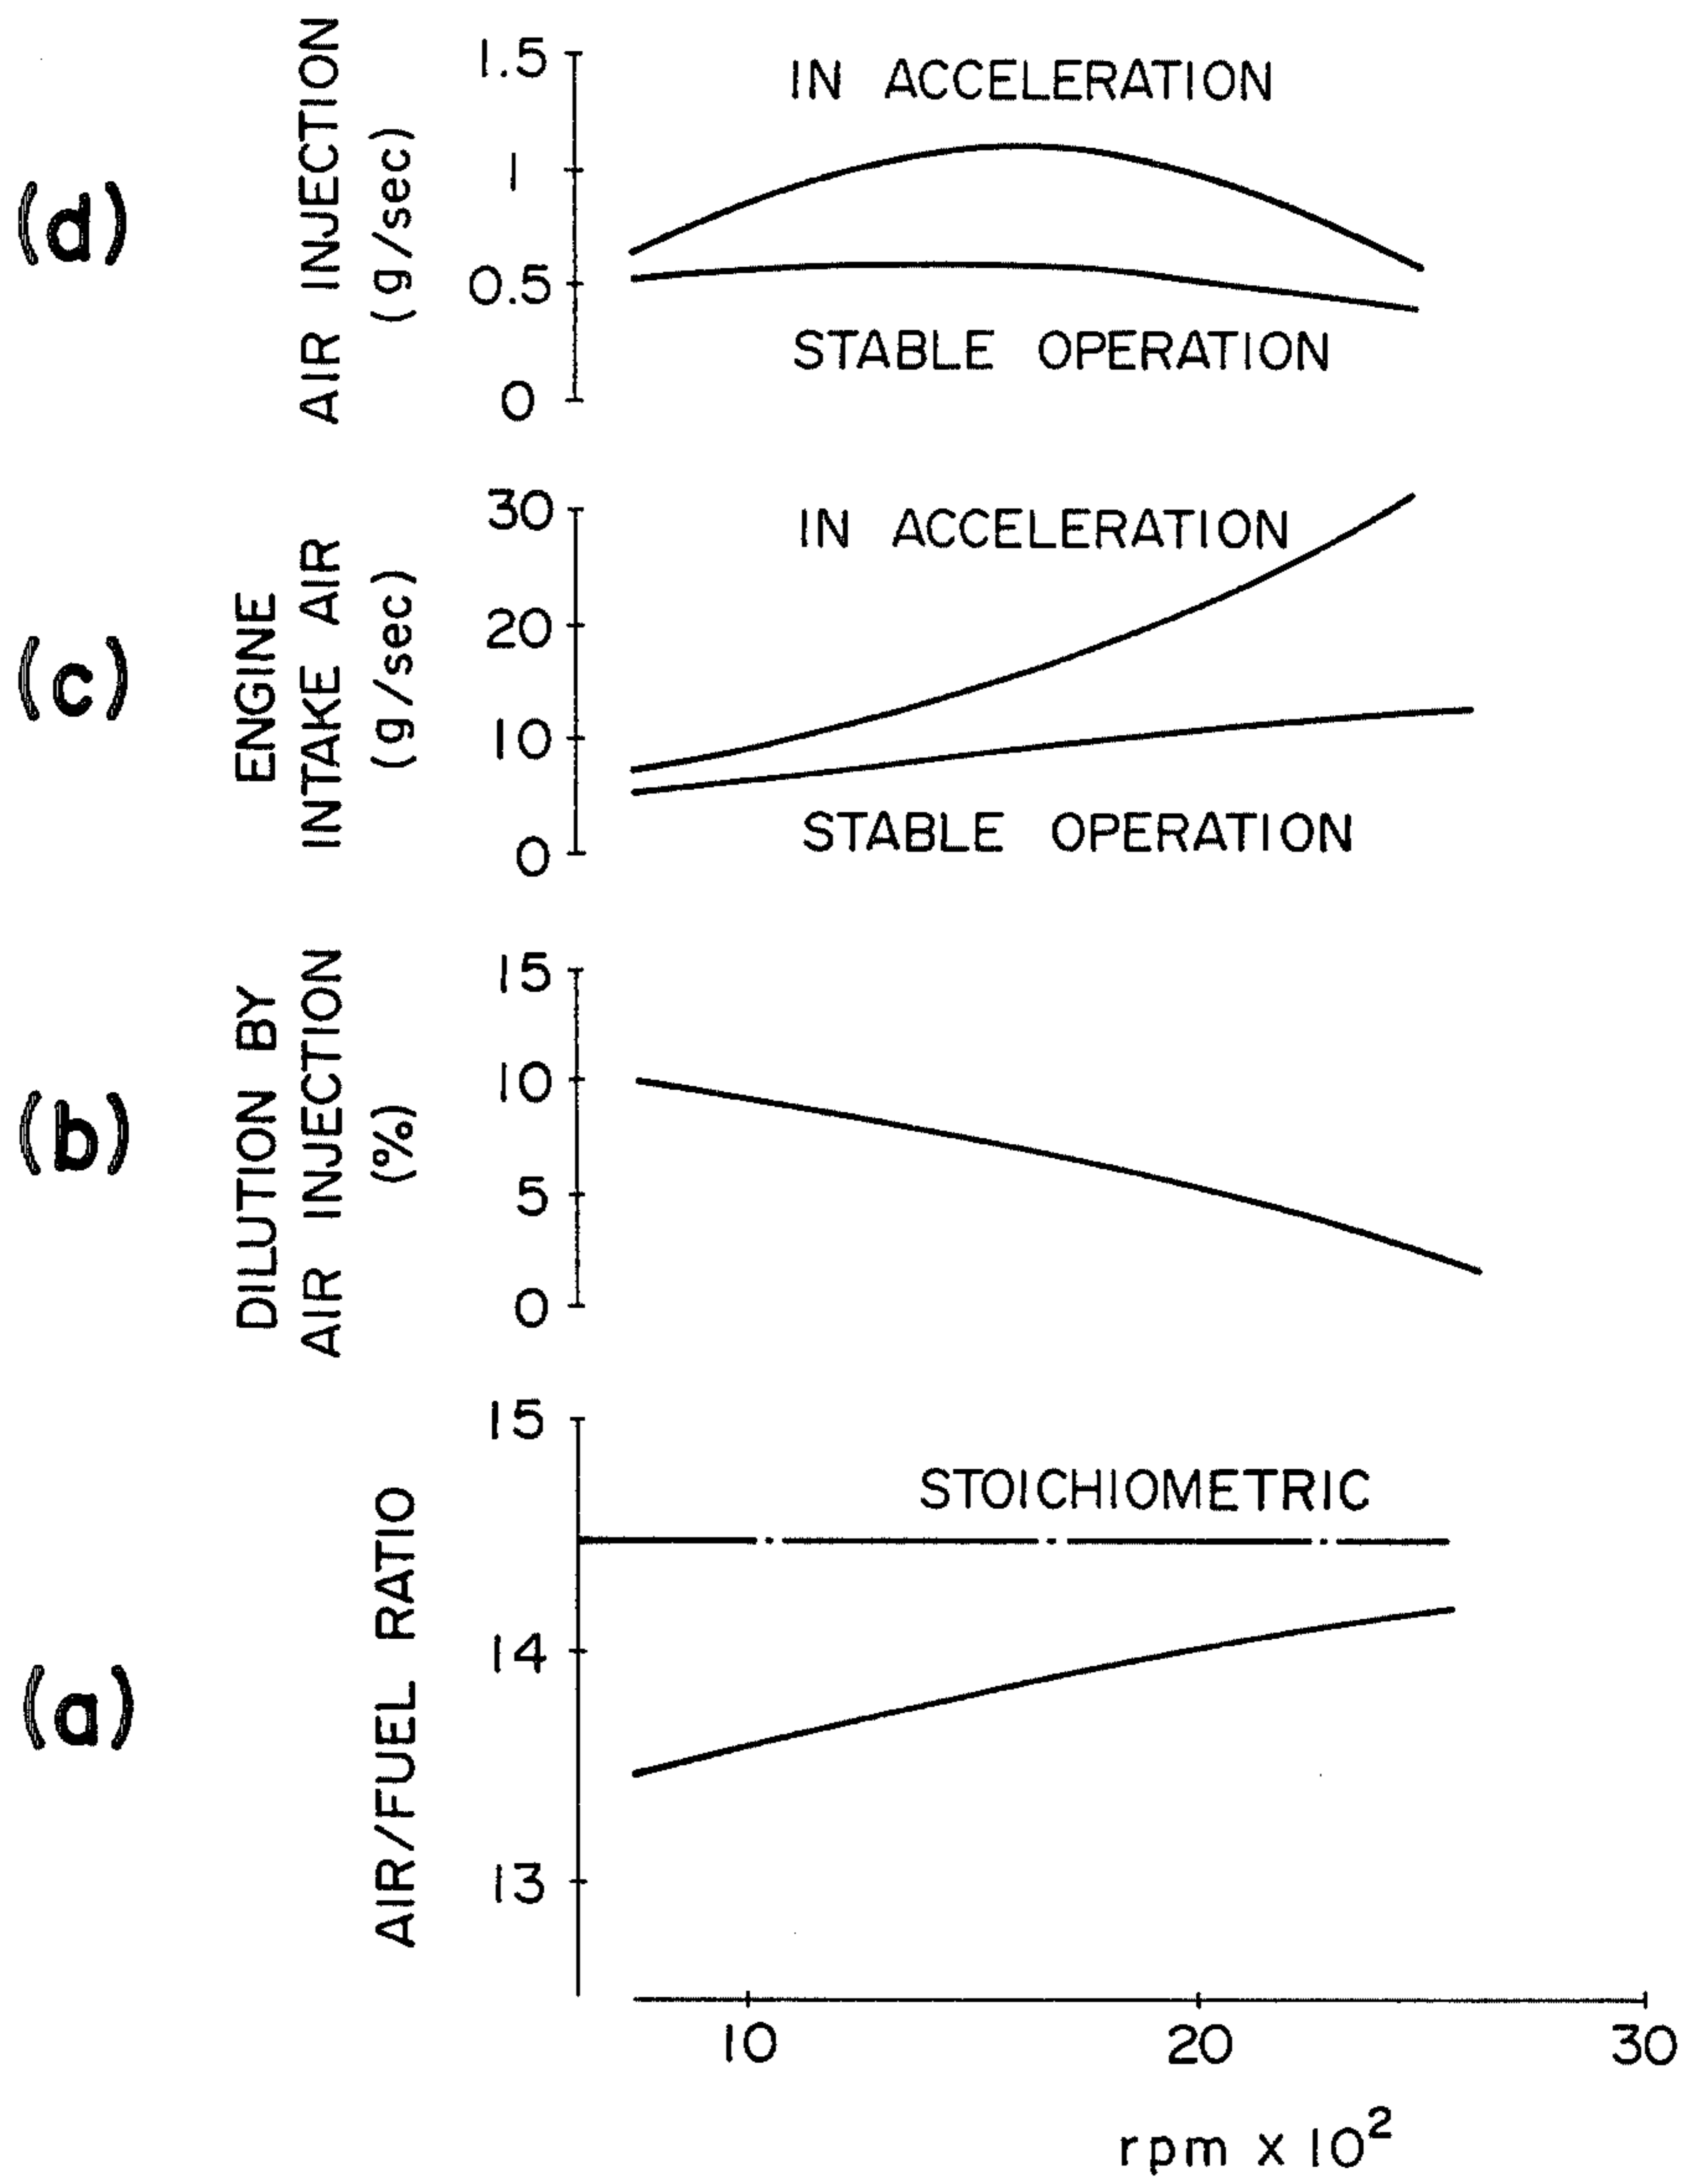 (d)
AIR INJECTION
(g/sec)
1.5
1
0.5
0
IN ACCELERATION
STABLE OPERATION
(c)
ENGINE
INTAKE AIR
(g/sec)
30
20
10
0
IN ACCELERATION
STABLE OPERATION
(b)
DILUTION BY
AIR INJECTION
(%)
15
10
5
0
(a)
AIR/FUEL RATIO
15
14
13
STOICHIOMETRIC
10 20 30
rpm x 10²